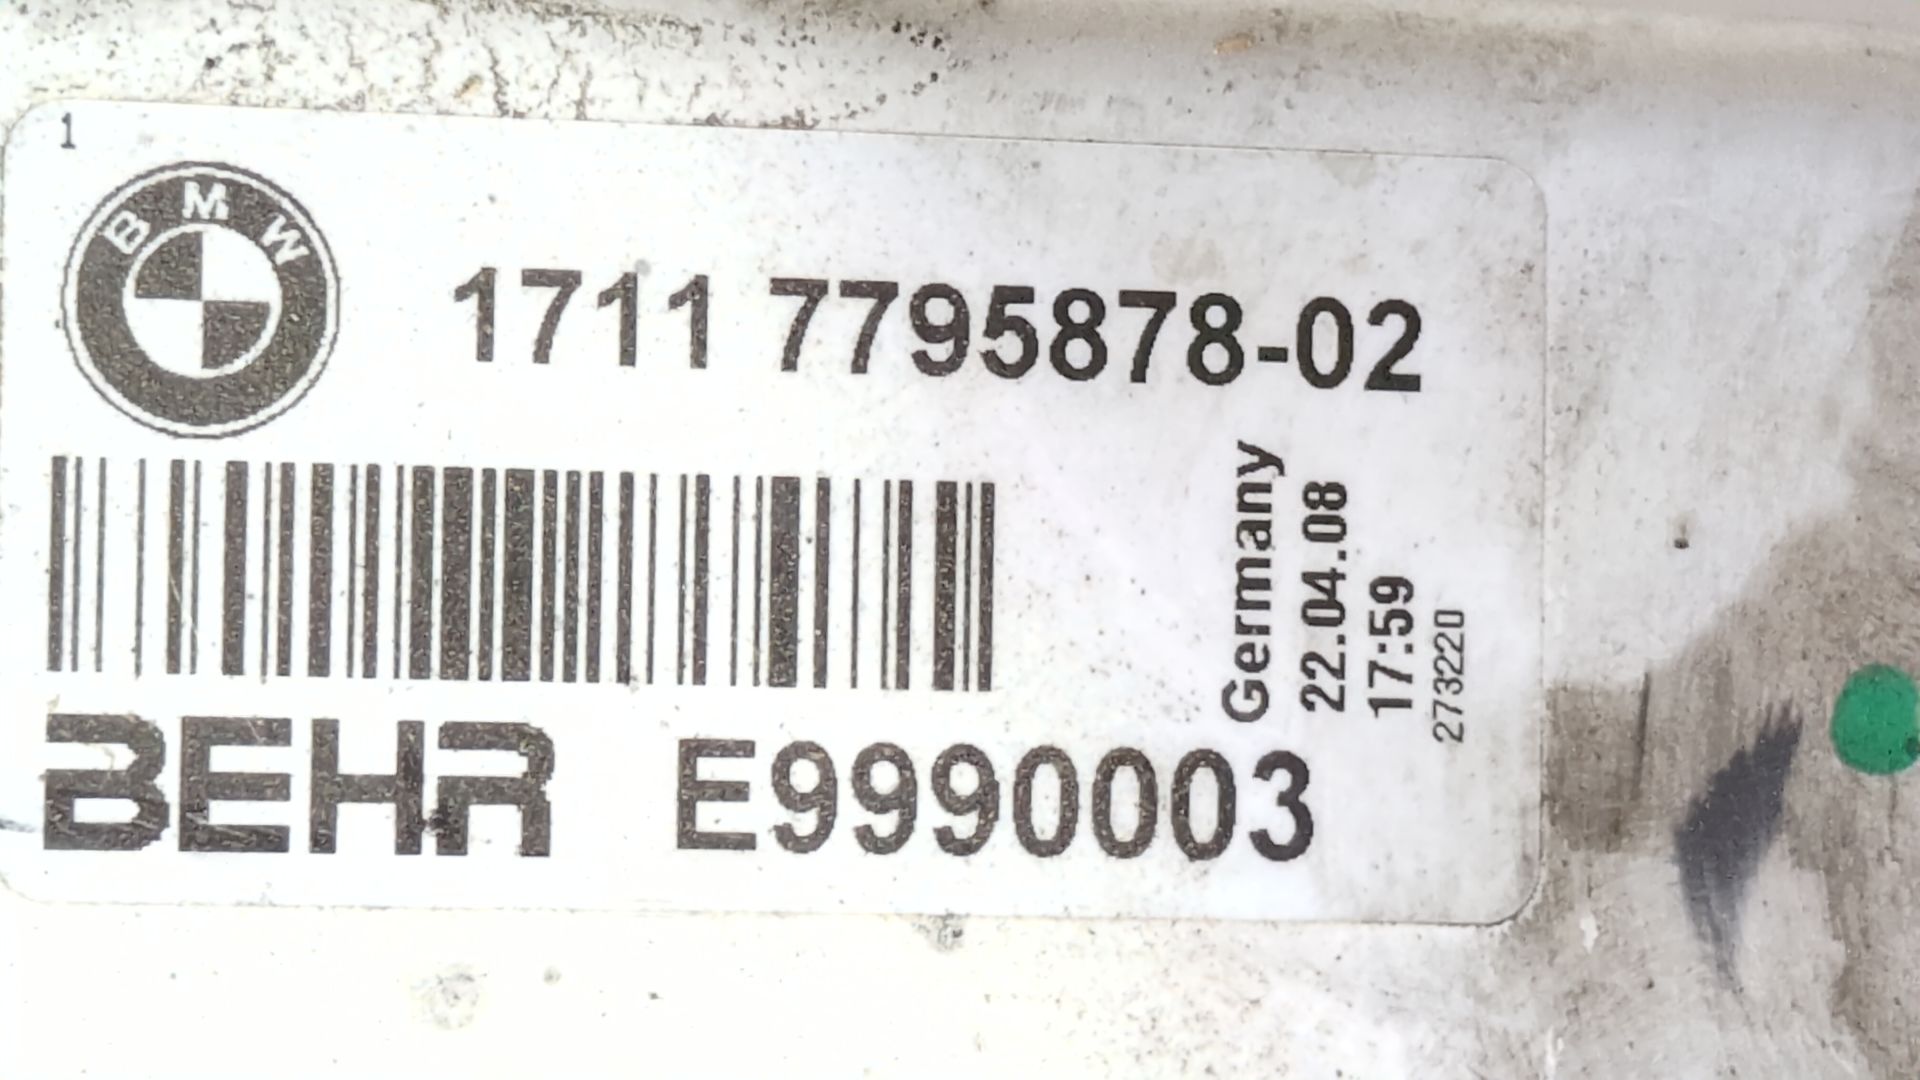 1
BMW
1711 7795878-02
Germany
22.04.08
17:59
273220
BEHR E9990003